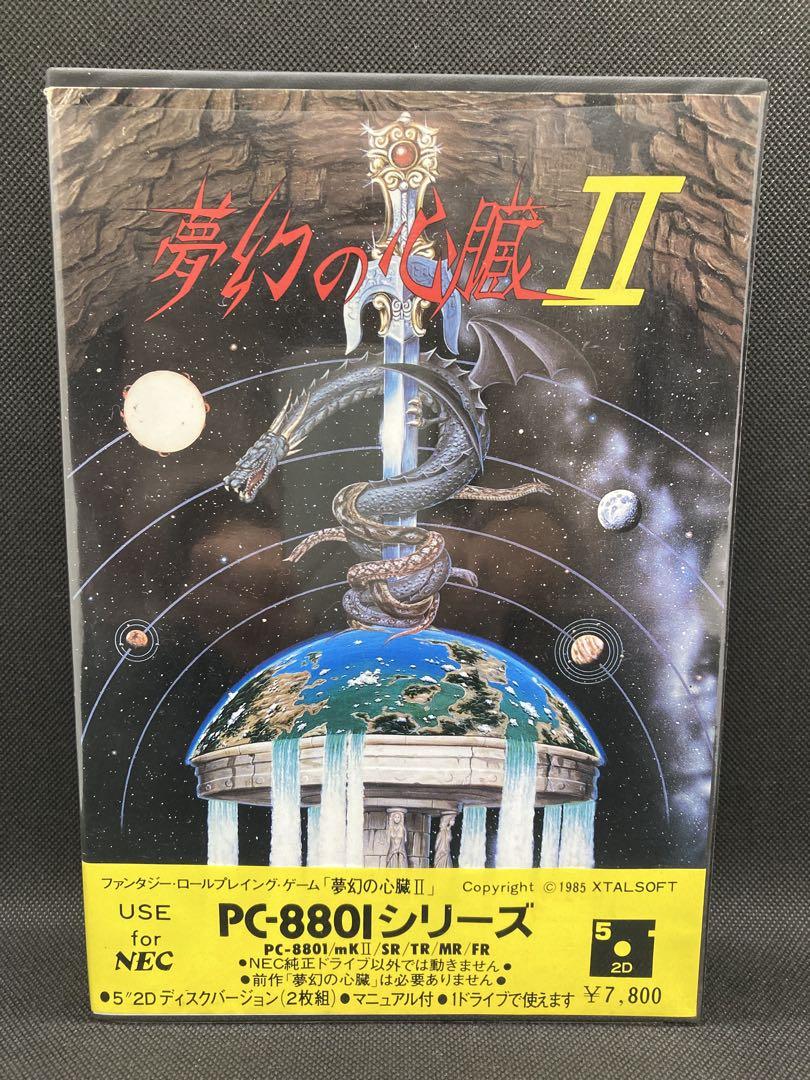 夢幻の心臓II
ファンタジー・ロールプレイング・ゲーム「夢幻の心臓II」 Copyright ©1985 XTALSOFT
USE
for
NEC
PC-8801シリーズ
PC-8801/mKII/SR/TR/MR/FR
●NEC純正ドライブ以外では動きません●
●前作「夢幻の心臓」は必要ありません●
5 1
2D
●5″2Dディスクバージョン(2枚組)●マニュアル付●1ドライブで使えます ¥7,800